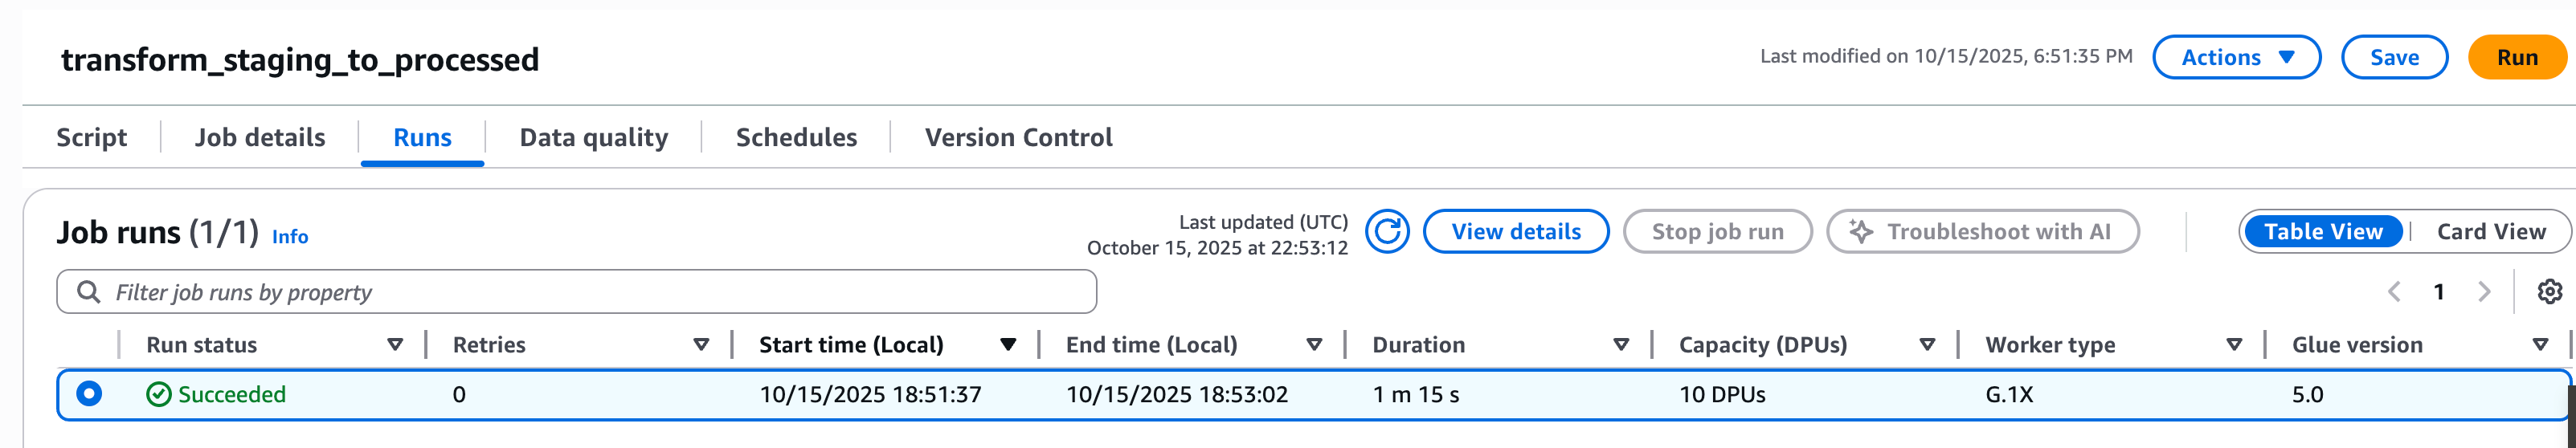 transform_staging_to_processed
Last modified on 10/15/2025, 6:51:35 PM
Actions
Save
Run
Script
Job details
Runs
Data quality
Schedules
Version Control
Job runs (1/1) Info
Last updated (UTC)
October 15, 2025 at 22:53:12
View details
Stop job run
Troubleshoot with AI
Table View
Card View
Filter job runs by property
1
Run status
Retries
Start time (Local)
End time (Local)
Duration
Capacity (DPUs)
Worker type
Glue version
Succeeded
0
10/15/2025 18:51:37
10/15/2025 18:53:02
1 m 15 s
10 DPUs
G.1X
5.0